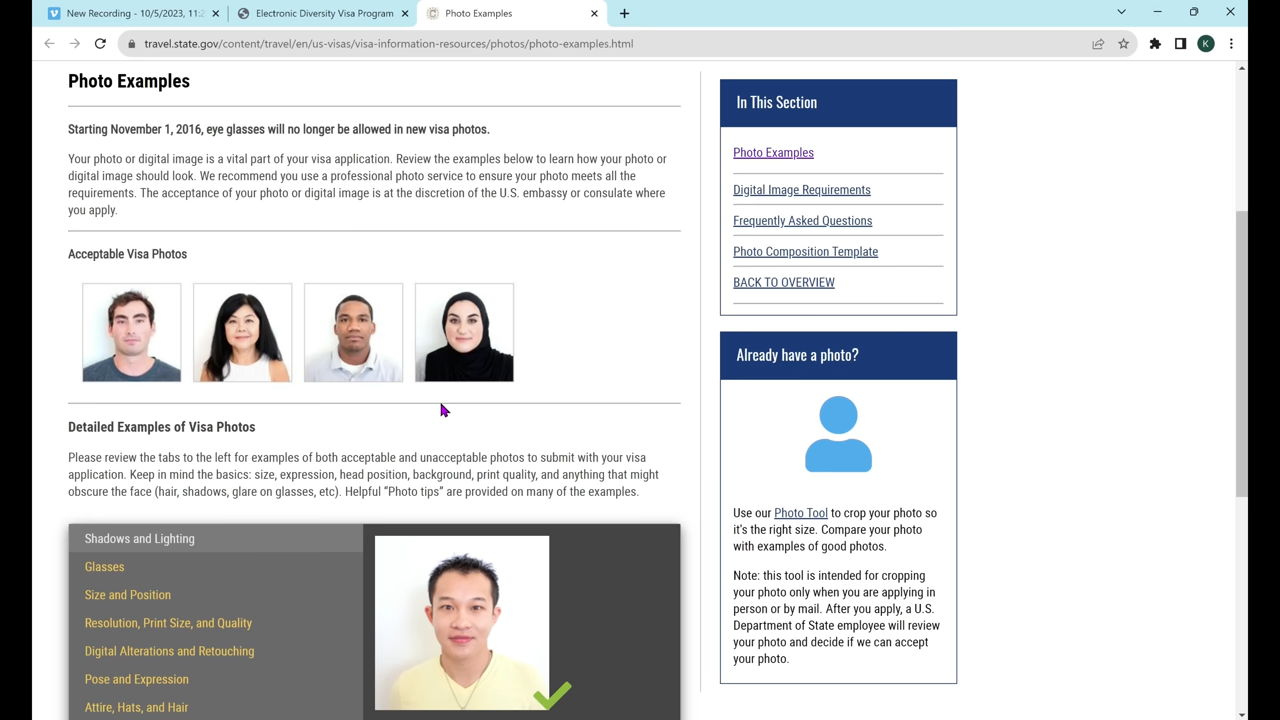 New Recording - 10/5/2023, 11:2
Electronic Diversity Visa Program
Photo Examples
travel.state.gov/content/travel/en/us-visas/visa-information-resources/photos/photo-examples.html
K
Photo Examples
Starting November 1, 2016, eye glasses will no longer be allowed in new visa photos.
Your photo or digital image is a vital part of your visa application. Review the examples below to learn how your photo or
digital image should look. We recommend you use a professional photo service to ensure your photo meets all the
requirements. The acceptance of your photo or digital image is at the discretion of the U.S. embassy or consulate where
you apply.
Acceptable Visa Photos
Detailed Examples of Visa Photos
Please review the tabs to the left for examples of both acceptable and unacceptable photos to submit with your visa
application. Keep in mind the basics: size, expression, head position, background, print quality, and anything that might
obscure the face (hair, shadows, glare on glasses, etc). Helpful “Photo tips” are provided on many of the examples.
Shadows and Lighting
Glasses
Size and Position
Resolution, Print Size, and Quality
Digital Alterations and Retouching
Pose and Expression
Attire, Hats, and Hair
In This Section
Photo Examples
Digital Image Requirements
Frequently Asked Questions
Photo Composition Template
BACK TO OVERVIEW
Already have a photo?
Use our Photo Tool to crop your photo so
it's the right size. Compare your photo
with examples of good photos.
Note: this tool is intended for cropping
your photo only when you are applying in
person or by mail. After you apply, a U.S.
Department of State employee will review
your photo and decide if we can accept
your photo.